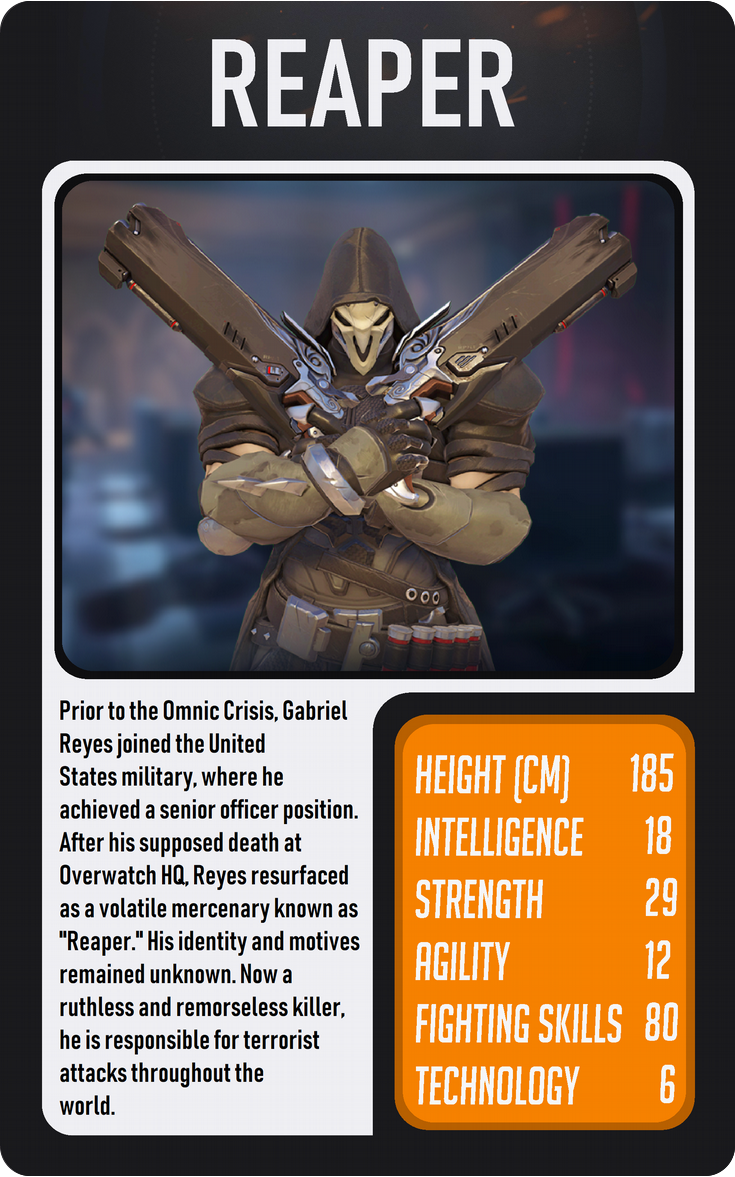 REAPER
Prior to the Omnic Crisis, Gabriel
Reyes joined the United
States military, where he
achieved a senior officer position.
After his supposed death at
Overwatch HQ, Reyes resurfaced
as a volatile mercenary known as
"Reaper." His identity and motives
remained unknown. Now a
ruthless and remorseless killer,
he is responsible for terrorist
attacks throughout the
world.
HEIGHT (CM) 185
INTELLIGENCE 18
STRENGTH 29
AGILITY 12
FIGHTING SKILLS 80
TECHNOLOGY 6